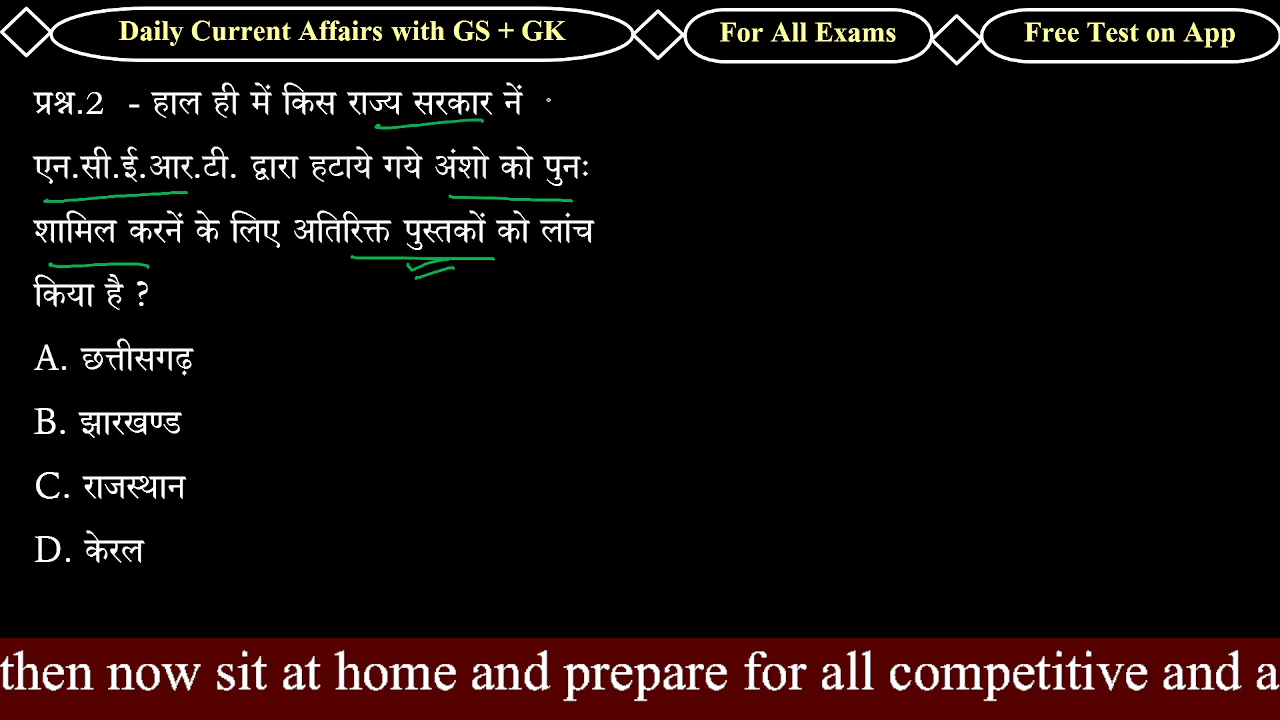 Daily Current Affairs with GS + GK
For All Exams
Free Test on App
प्रश्न.2 - हाल ही में किस राज्य सरकार नें
एन.सी.ई.आर.टी. द्वारा हटाये गये अंशो को पुनः
शामिल करनें के लिए अतिरिक्त पुस्तकों को लांच
किया है ?
A. छत्तीसगढ़
B. झारखण्ड
C. राजस्थान
D. केरल
then now sit at home and prepare for all competitive and a